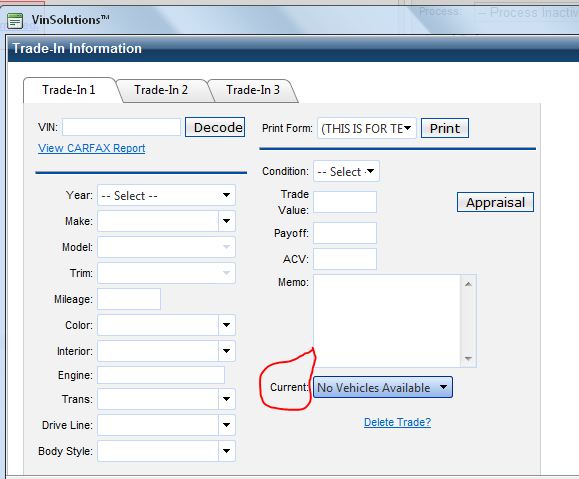 Process: -- Process Inactiv
VinSolutions™
Trade-In Information
Trade-In 1 Trade-In 2 Trade-In 3
VIN: Decode
View CARFAX Report
Print Form: (THIS IS FOR TE Print
Year: -- Select --
Make:
Model:
Trim:
Mileage:
Color:
Interior:
Engine:
Trans:
Drive Line:
Body Style:
Condition: -- Select -
Trade
Value:
Appraisal
Payoff:
ACV:
Memo:
Current: No Vehicles Available
Delete Trade?